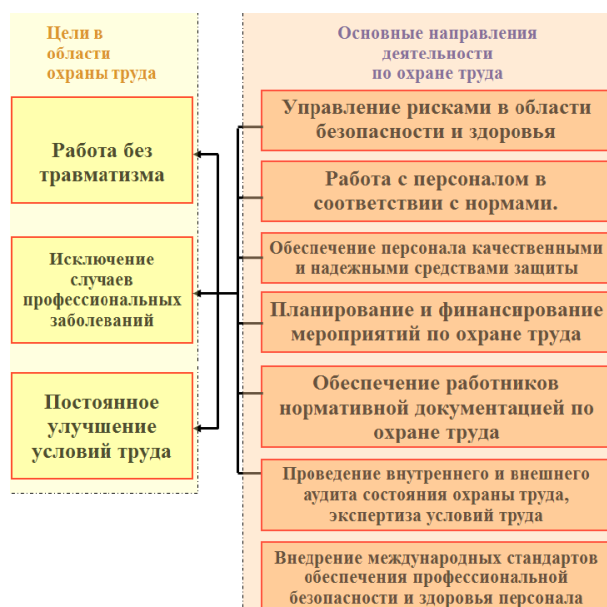 Цели в
области
охраны труда
Работа без
травматизма
Исключение
случаев
профессиональных
заболеваний
Постоянное
улучшение
условий труда
Основные направления
деятельности
по охране труда
Управление рисками в области
безопасности и здоровья
Работа с персоналом в
соответствии с нормами.
Обеспечение персонала качественными
и надежными средствами защиты
Планирование и финансирование
мероприятий по охране труда
Обеспечение работников
нормативной документацией по
охране труда
Проведение внутреннего и внешнего
аудита состояния охраны труда,
экспертиза условий труда
Внедрение международных стандартов
обеспечения профессиональной
безопасности и здоровья персонала